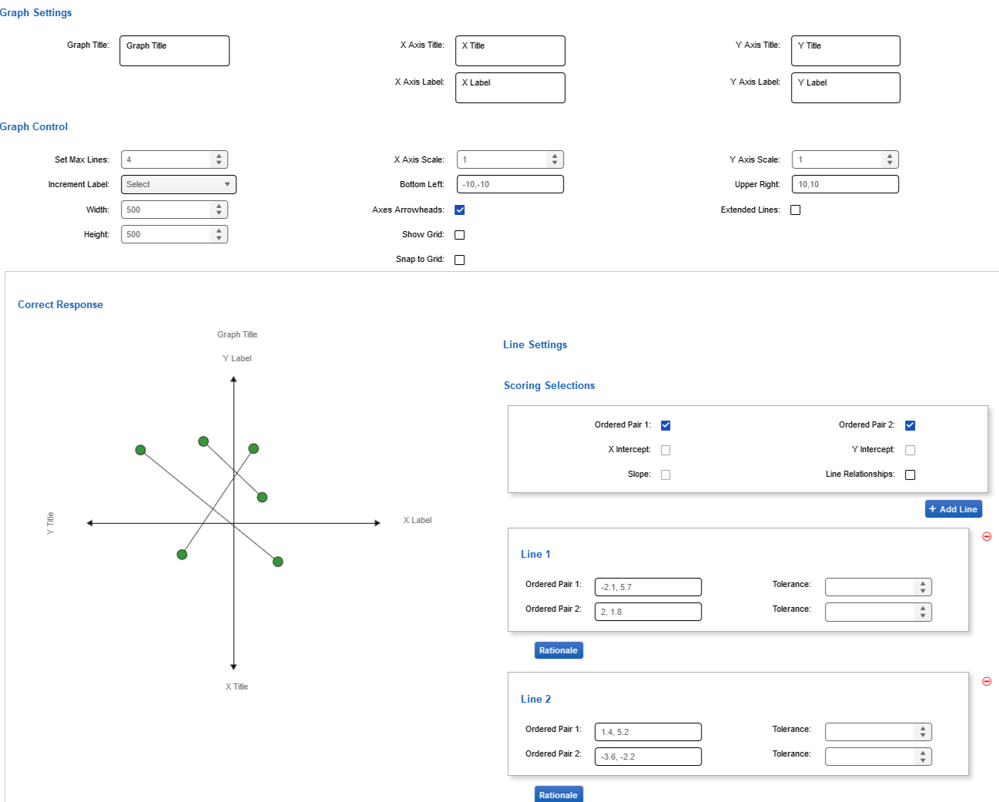 Graph Settings
Graph Title: Graph Title X Axis Title: X Title Y Axis Title: Y Title
X Axis Label: X Label Y Axis Label: Y Label
Graph Control
Set Max Lines: 4 X Axis Scale: 1 Y Axis Scale: 1
Increment Label: Select Bottom Left: -10,-10 Upper Right: 10,10
Width: 500 Axes Arrowheads: Extended Lines:
Height: 500 Show Grid:
Snap to Grid:
Correct Response
Graph Title
Y Label
Y Title
X Label
X Title
Line Settings
Scoring Selections
Ordered Pair 1: Ordered Pair 2:
X Intercept: Y Intercept:
Slope: Line Relationships:
+ Add Line
Line 1
Ordered Pair 1: -2.1, 5.7 Tolerance:
Ordered Pair 2: 2, 1.8 Tolerance:
Rationale
Line 2
Ordered Pair 1: 1.4, 5.2 Tolerance:
Ordered Pair 2: -3.6, -2.2 Tolerance:
Rationale